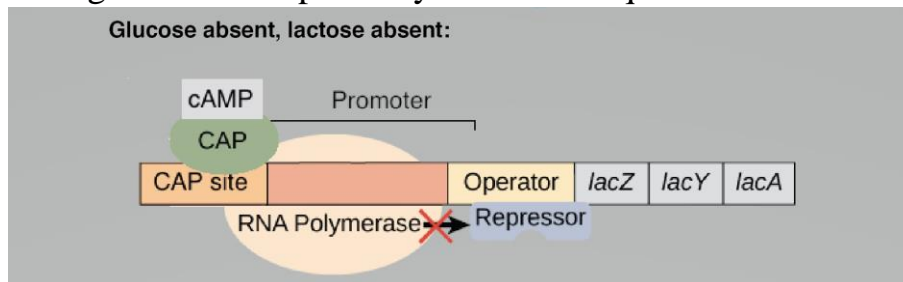 Glucose absent, lactose absent:
cAMP
Promoter
CAP
CAP site
Operator
lacZ
lacY
lacA
RNA Polymerase
Repressor